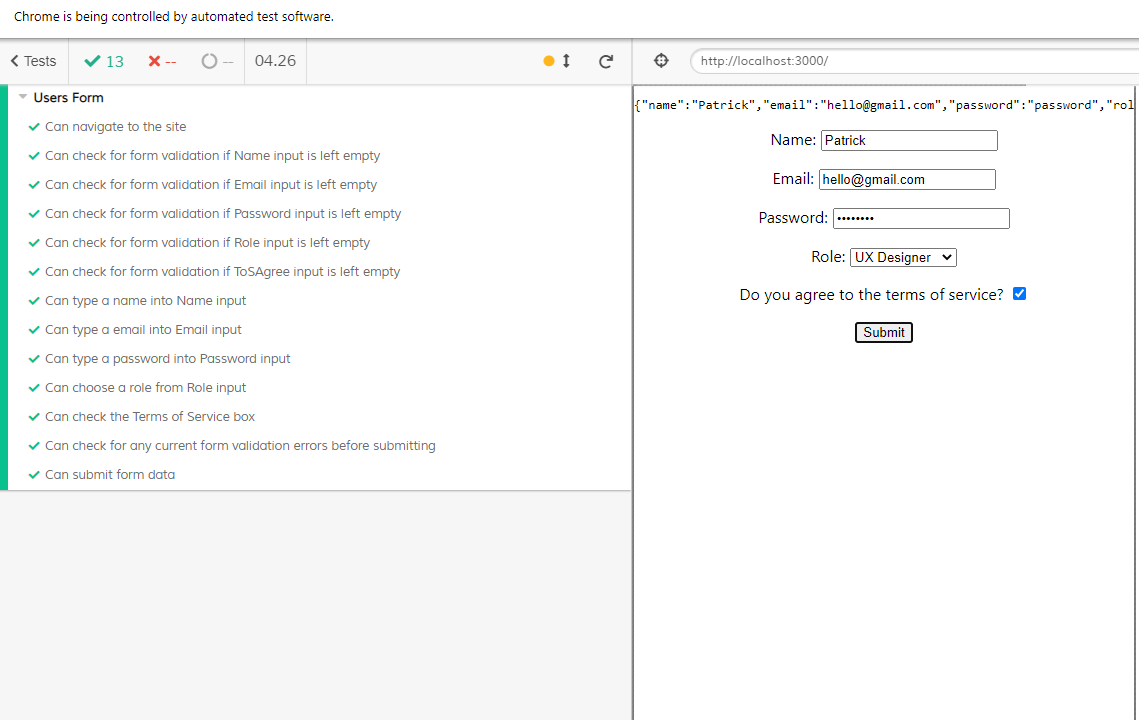 Chrome is being controlled by automated test software.
Tests 13 -- -- 04.26
http://localhost:3000/
Users Form
Can navigate to the site
Can check for form validation if Name input is left empty
Can check for form validation if Email input is left empty
Can check for form validation if Password input is left empty
Can check for form validation if Role input is left empty
Can check for form validation if ToSAgree input is left empty
Can type a name into Name input
Can type a email into Email input
Can type a password into Password input
Can choose a role from Role input
Can check the Terms of Service box
Can check for any current form validation errors before submitting
Can submit form data
{"name":"Patrick","email":"hello@gmail.com","password":"password","rol
Name: Patrick
Email: hello@gmail.com
Password: ••••••••
Role: UX Designer
Do you agree to the terms of service?
Submit